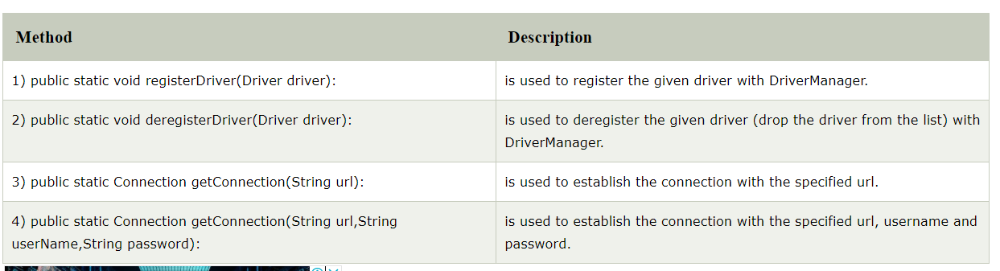 Method Description
1) public static void registerDriver(Driver driver): is used to register the given driver with DriverManager.
2) public static void deregisterDriver(Driver driver): is used to deregister the given driver (drop the driver from the list) with
DriverManager.
3) public static Connection getConnection(String url): is used to establish the connection with the specified url.
4) public static Connection getConnection(String url,String
userName,String password):
is used to establish the connection with the specified url, username and
password.